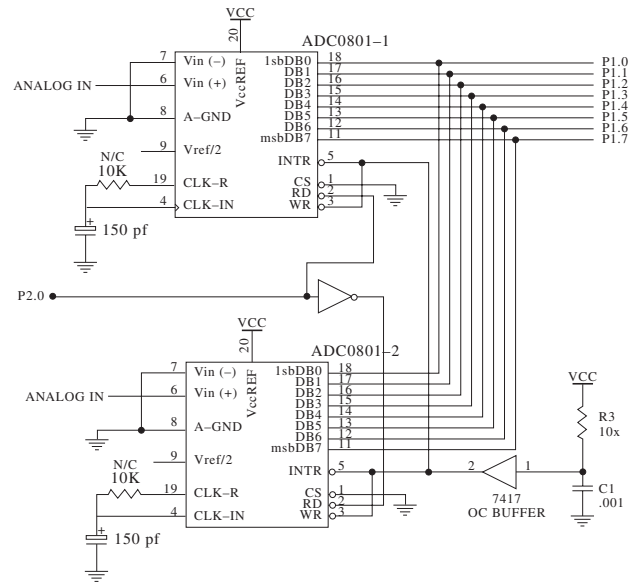 VCC
20
ADC0801–1
7 Vin (–)
VccREF
1sbDB0 18 P1.0
DB1 17 P1.1
ANALOG IN 6 Vin (+)
DB2 16 P1.2
DB3 15 P1.3
8 A–GND
DB4 14 P1.4
DB5 13 P1.5
DB6 12 P1.6
msbDB7 11 P1.7
9 Vref/2
INTR 5
N/C
10K
19 CLK–R
CS 1
RD 2
4 CLK–IN
WR 3
+
150 pf
P2.0
VCC
20
ADC0801–2
7 Vin (–)
VccREF
1sbDB0 18
DB1 17
ANALOG IN 6 Vin (+)
DB2 16
DB3 15
8 A–GND
DB4 14
DB5 13
DB6 12
msbDB7 11
VCC
R3
10x
9 Vref/2
INTR 5
2
1
N/C
10K
19 CLK–R
CS 1
RD 2
4 CLK–IN
WR 3
7417
OC BUFFER
C1
.001
+
150 pf